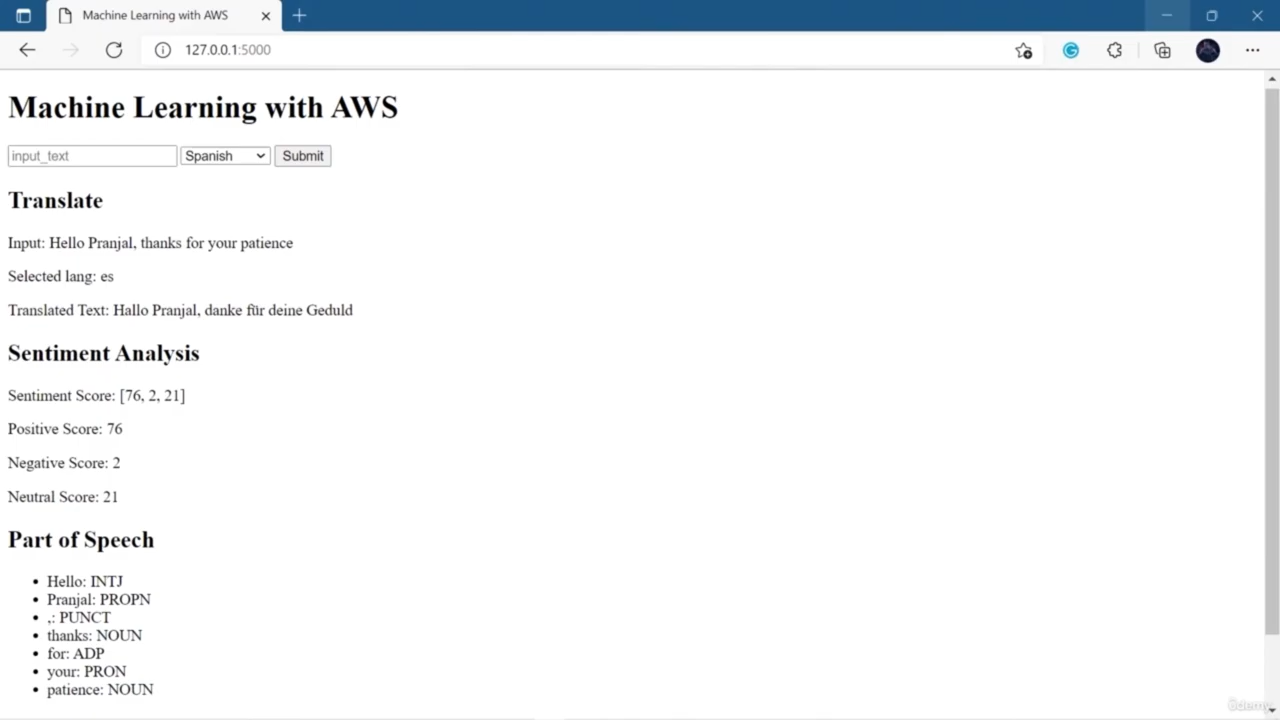 Machine Learning with AWS
127.0.0.1:5000
Machine Learning with AWS
input_text Spanish Submit
Translate
Input: Hello Pranjal, thanks for your patience
Selected lang: es
Translated Text: Hallo Pranjal, danke für deine Geduld
Sentiment Analysis
Sentiment Score: [76, 2, 21]
Positive Score: 76
Negative Score: 2
Neutral Score: 21
Part of Speech
• Hello: INTJ
• Pranjal: PROPN
• ,: PUNCT
• thanks: NOUN
• for: ADP
• your: PRON
• patience: NOUN
ûdemy